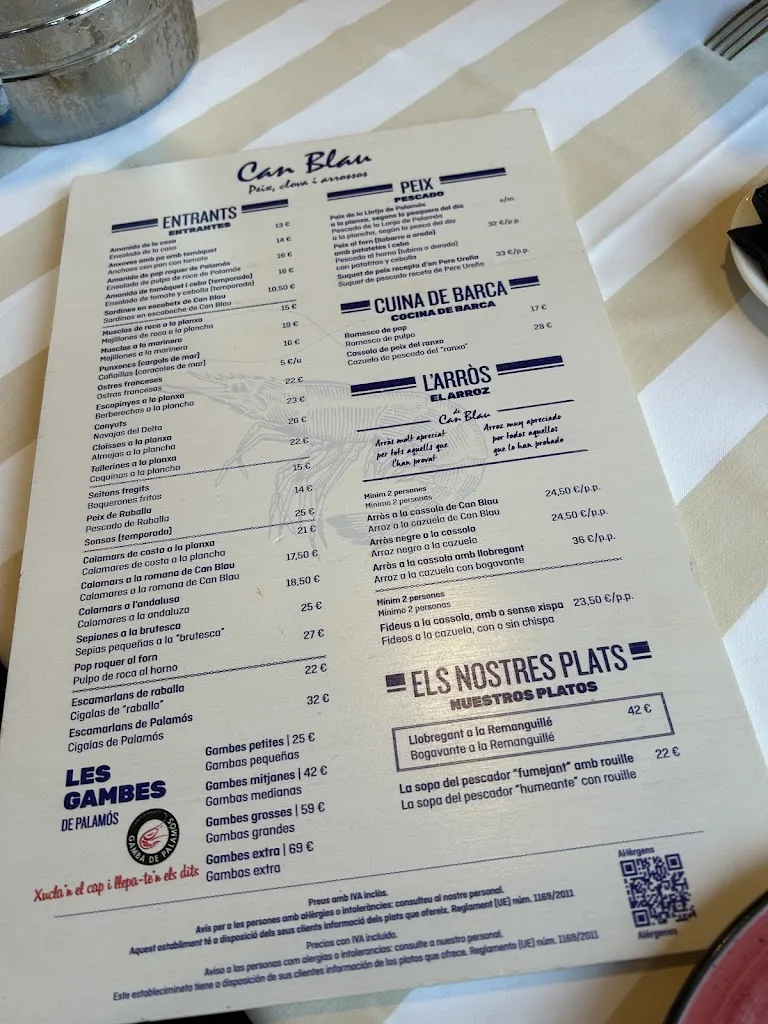 Can Blau
Peix, clova i arrossos
ENTRANTS
ENTRANTES
Amanida de la casa 13 €
Ensalada de la casa
Anxoves amb pa amb tomàquet 14 €
Anchoas con pan con tomate
Amanida de pop roquer de Palamós 16 €
Ensalada de pulpo de roca de Palamós
Amanida de tomàquet i ceba (temporada) 16 €
Ensalada de tomate y cebolla (temporada)
Sardines en escabetx de Can Blau 10,50 €
Sardinas en escabeche de Can Blau
Musclos de roca a la planxa 15 €
Mejillones de roca a la plancha
Musclos a la marinera 19 €
Mejillones a la marinera
Punxencs (cargols de mar) 16 €
Cañaillas (caracoles de mar)
Ostres franceses 5 €/u
Ostras francesas
Escopinyes a la planxa 22 €
Berberechos a la plancha
Canyuts 23 €
Navajas del Delta
Cloïsses a la planxa 26 €
Almejas a la plancha
Tellerines a la planxa 22 €
Coquinas a la plancha
Seitons fregits 15 €
Boquerones fritos
Peix de Raballa 14 €
Pescado de Raballa
Sonsos (temporada) 25 €
Calamars de costa a la planxa 21 €
Calamares de costa a la plancha
Calamars a la romana de Can Blau 17,50 €
Calamares a la romana de Can Blau
Calamars a l'andalusa 18,50 €
Calamares a la andaluza
Sepiones a la brutesca 25 €
Sepias pequeñas a la "brutesca"
Pop roquer al forn 27 €
Pulpo de roca al horno
Escamarlans de raballa 22 €
Cigalas de "raballa"
Escamarlans de Palamós 32 €
Cigalas de Palamós
LES
GAMBES
DE PALAMÓS
GAMBA DE PALAMÓS
Xucla'n el cap i llepa-te'n els dits
Gambes petites | 25 €
Gambas pequeñas
Gambes mitjanes | 42 €
Gambas medianas
Gambes grosses | 59 €
Gambas grandes
Gambes extra | 69 €
Gambas extra
PEIX
PESCADO
Peix de la Llotja de Palamós s/m
a la planxa, segons la pesquera del dia
Pescado de la Lonja de Palamós
a la plancha, según la pesca del día
Peix al forn (llobarro o orada) 32 €/p.p.
amb patatetes i ceba
Pescado al horno (lubina o dorada)
con patatitas y cebolla
Suquet de peix recepta d'en Pere Ureña 33 €/p.p.
Suquet de pescado receta de Pere Ureña
CUINA DE BARCA
COCINA DE BARCA
Romesco de pop 17 €
Romesco de pulpo
Cassola de peix del ranxo 28 €
Cazuela de pescado del "ranxo"
L'ARRÒS
EL ARROZ
de
Can Blau
Arròs molt apreciat
per tots aquells que
l'han provat
Arroz muy apreciado
por todos aquellos
que lo han probado
Mínim 2 persones
Mínimo 2 personas
Arròs a la cassola de Can Blau 24,50 €/p.p.
Arroz a la cazuela de Can Blau
Arròs negre a la cassola 24,50 €/p.p.
Arroz negro a la cazuela
Arròs a la cassola amb llobregant 36 €/p.p.
Arroz a la cazuela con bogavante
Mínim 2 persones
Mínimo 2 personas
Fideus a la cassola, amb o sense xispa 23,50 €/p.p.
Fideos a la cazuela, con o sin chispa
ELS NOSTRES PLATS
NUESTROS PLATOS
Llobregant a la Remanguillé 42 €
Bogavante a la Remanguillé
La sopa del pescador "fumejant" amb rouille 22 €
La sopa del pescador "humeante" con rouille
Al·lèrgens
Alérgenos
Preus amb IVA inclòs.
Avís per a les persones amb al·lèrgies o intoleràncies: consulteu al nostre personal.
Aquest establiment té a disposició dels seus clients informació dels plats que ofereix. Reglament (UE) núm. 1169/2011
Precios con IVA incluido.
Aviso a las personas com alergias o intolerancias: consulte a nuestro personal.
Este establecimineto tiene a disposición de sus clientes información de los platos que ofrece. Reglamento (UE) núm. 1169/2011